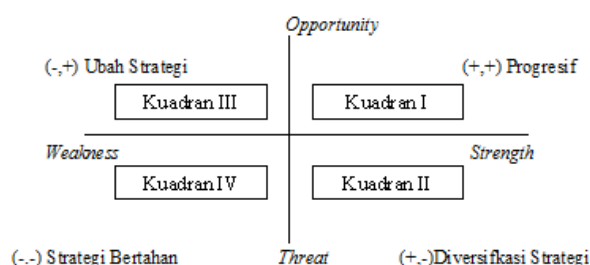 Opportunity
(-,+) Ubah Strategi
(+,+) Progresif
Kuadran III
Kuadran I
Weakness
Strength
Kuadran IV
Kuadran II
(-,-) Strategi Bertahan
Threat
(+,-)Diversifkasi Strategi